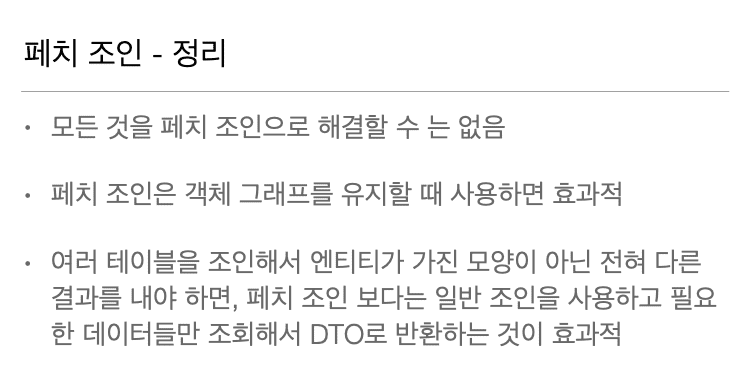 페치 조인 - 정리
• 모든 것을 페치 조인으로 해결할 수 는 없음
• 페치 조인은 객체 그래프를 유지할 때 사용하면 효과적
• 여러 테이블을 조인해서 엔티티가 가진 모양이 아닌 전혀 다른
결과를 내야 하면, 페치 조인 보다는 일반 조인을 사용하고 필요
한 데이터들만 조회해서 DTO로 반환하는 것이 효과적